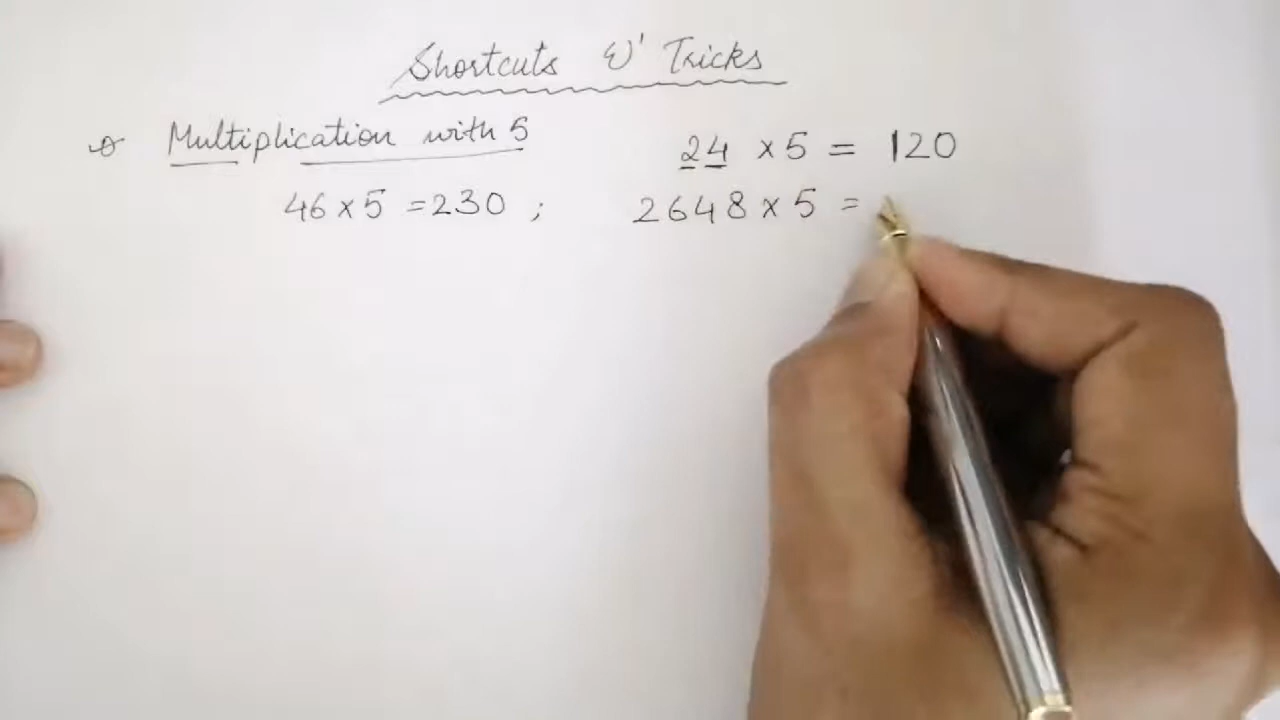 Shortcuts & Tricks
Multiplication with 5
24 × 5 = 120
46 × 5 = 230 ;
2648 × 5 =